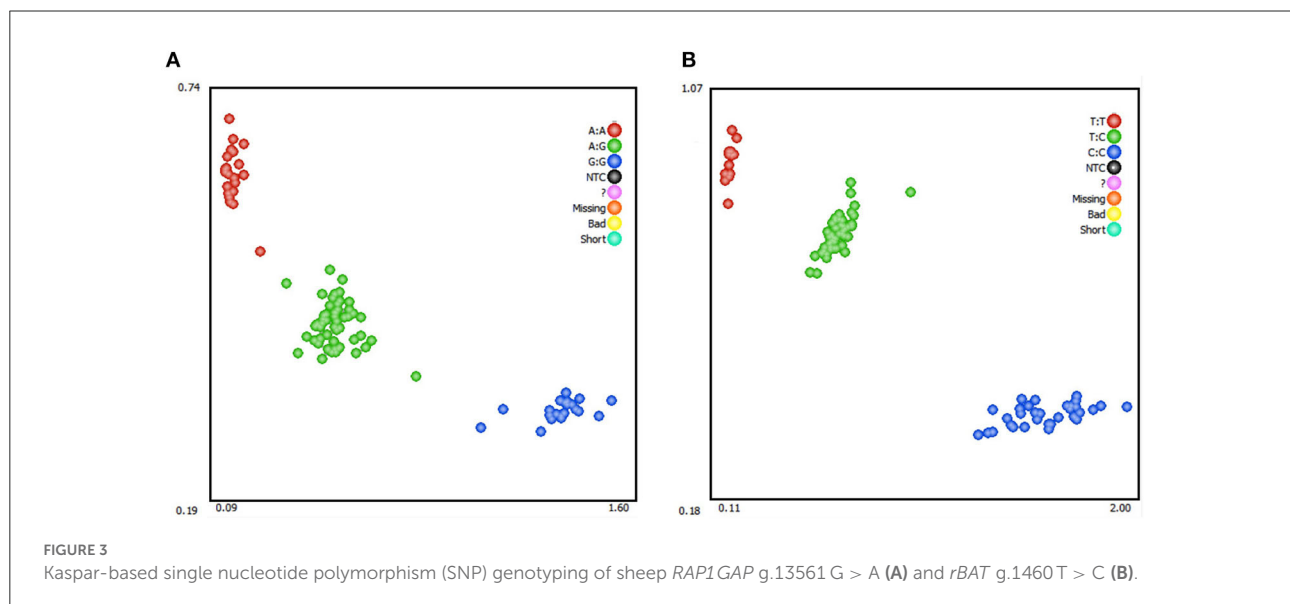 A
0.74
A:A
A:G
G:G
NTC
?
Missing
Bad
Short
0.19
0.09
1.60
B
1.07
T:T
T:C
C:C
NTC
?
Missing
Bad
Short
0.18
0.11
2.00
FIGURE 3
Kaspar-based single nucleotide polymorphism (SNP) genotyping of sheep RAP1GAP g.13561 G > A (A) and rBAT g.1460 T > C (B).